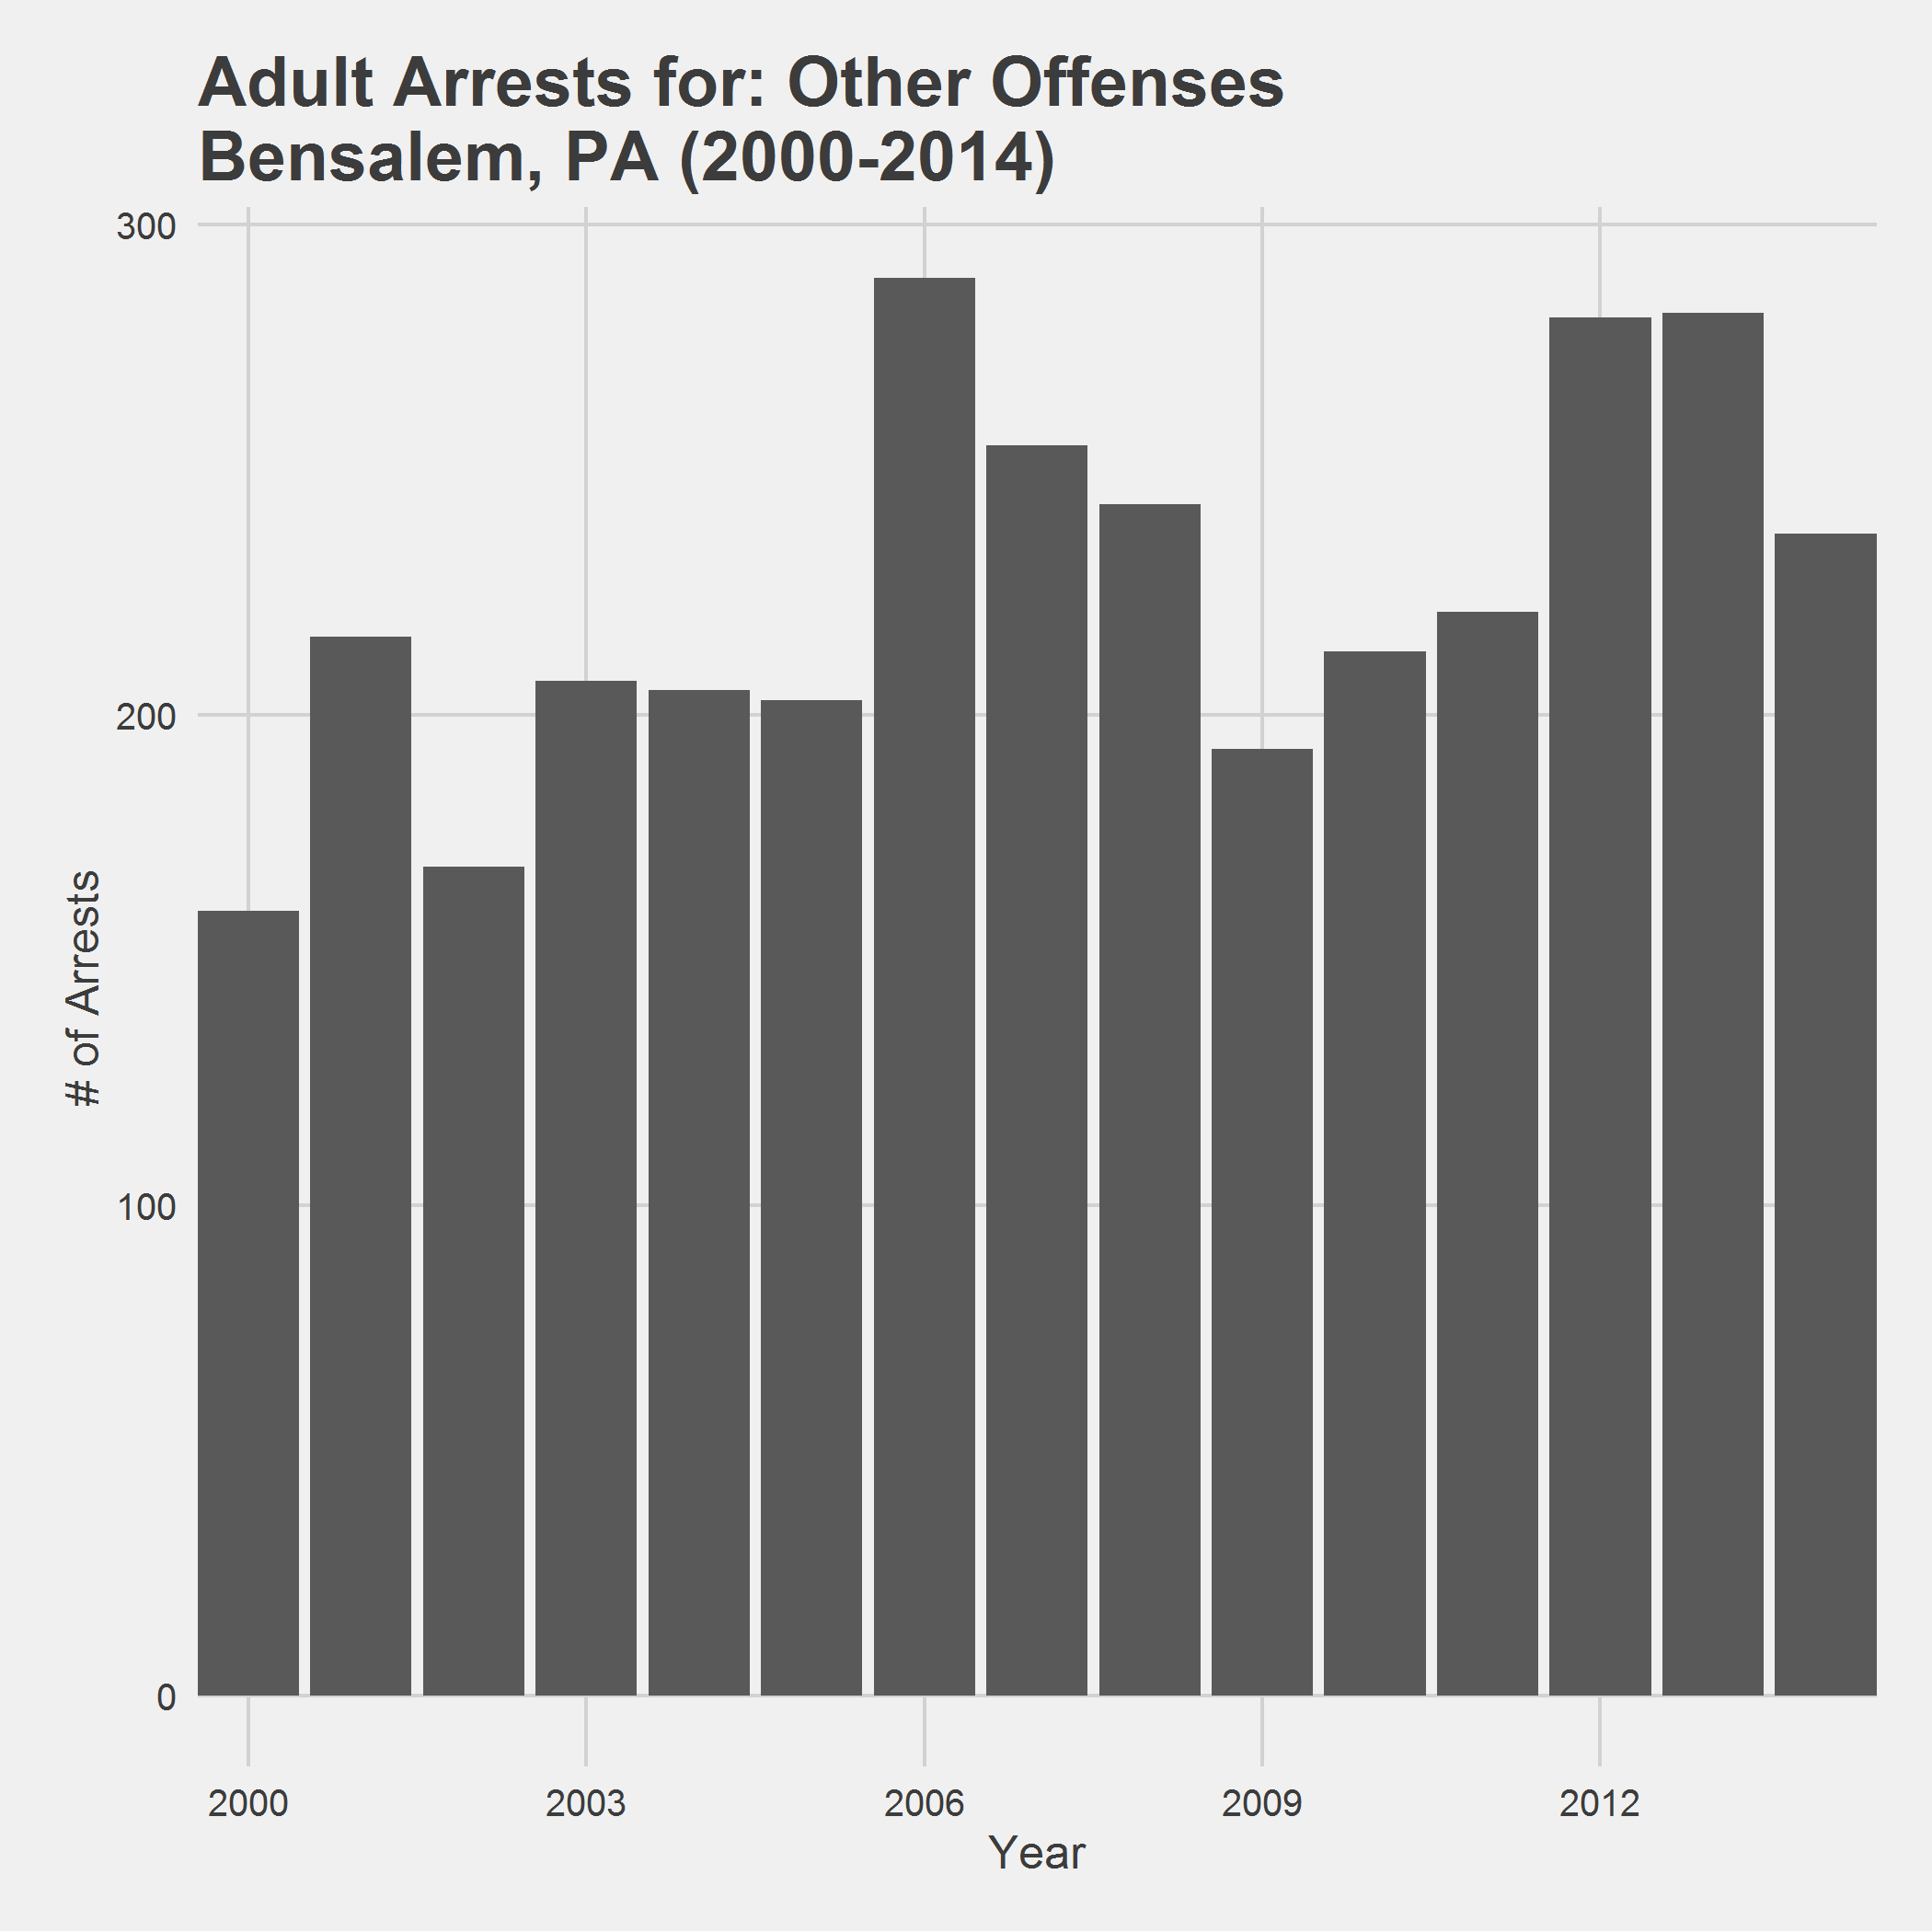 Adult Arrests for: Other Offenses
Bensalem, PA (2000-2014)
300
200
100
0
# of Arrests
2000 2003 2006 2009 2012
Year